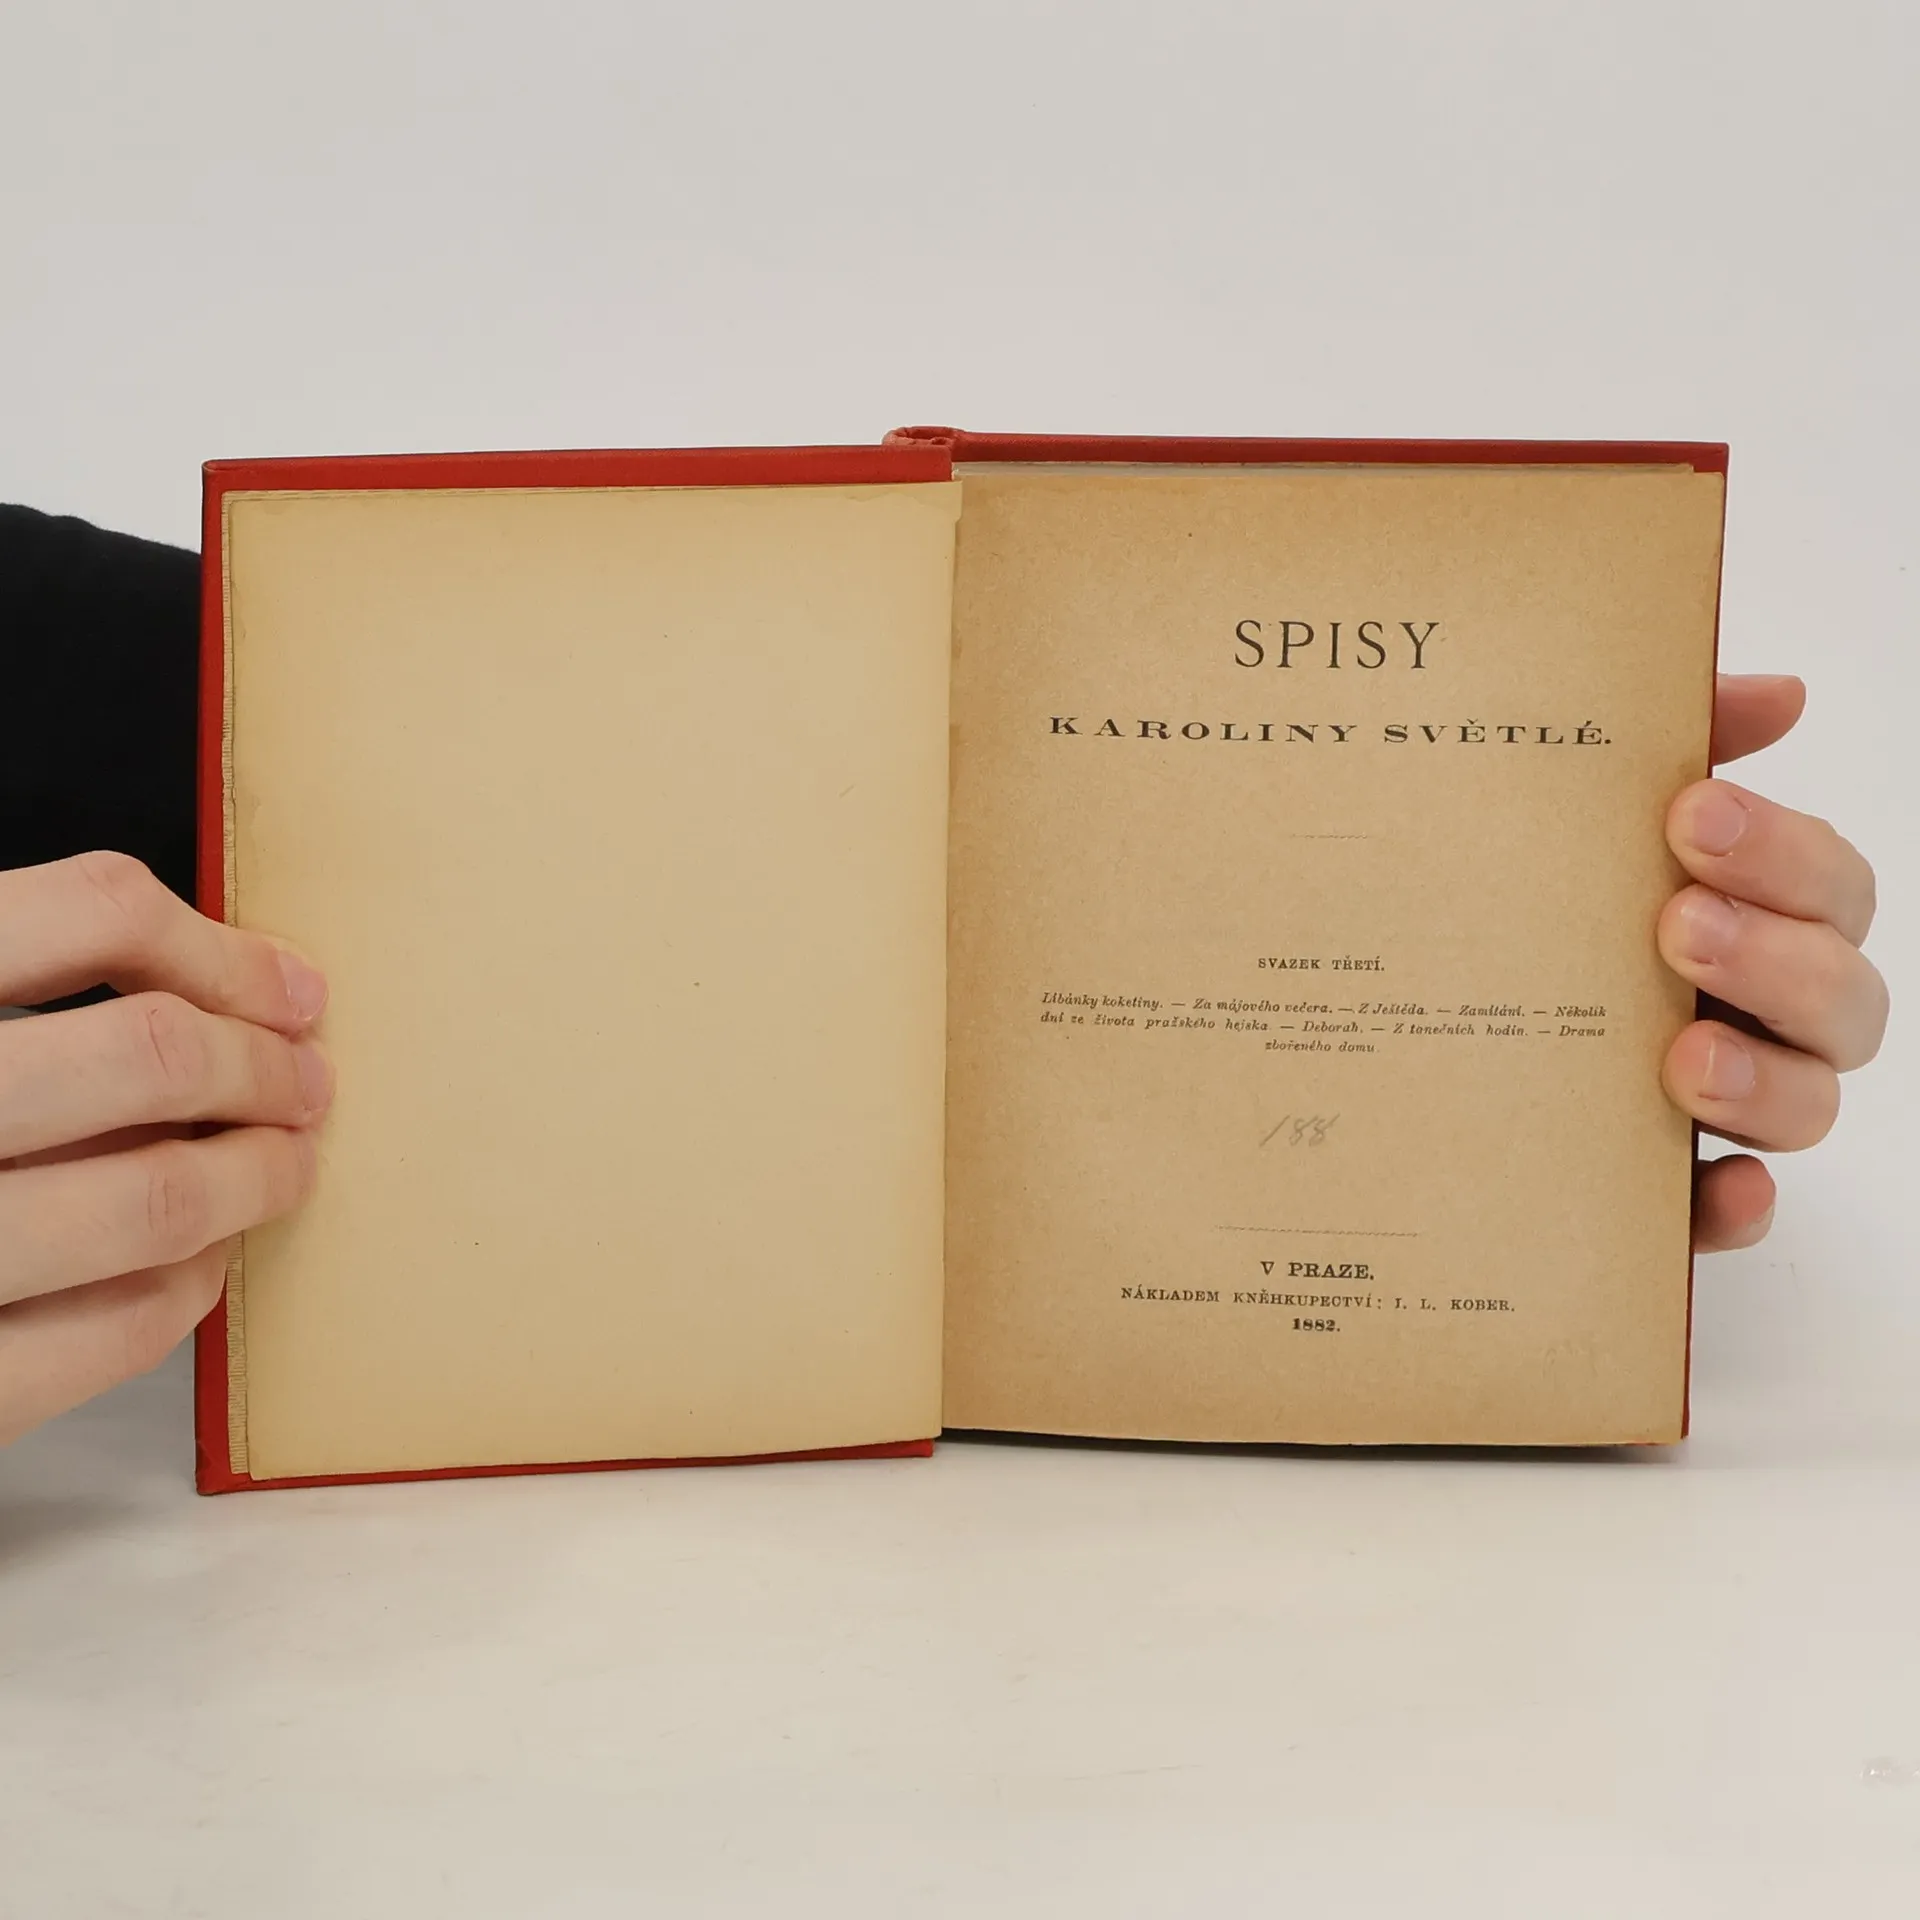 SPISY
KAROLINY SVĚTLÉ.
SVAZEK TŘETÍ.
Líbánky koketiny. — Za májového večera. — Z Ještěda. — Zamítání. — Několik
dní ze života pražského hejska. — Deborah. — Z tanečních hodin. — Drama
zbořeného domu.
188
V PRAZE.
NÁKLADEM KNĚHKUPECTVÍ: I. L. KOBER.
1882.